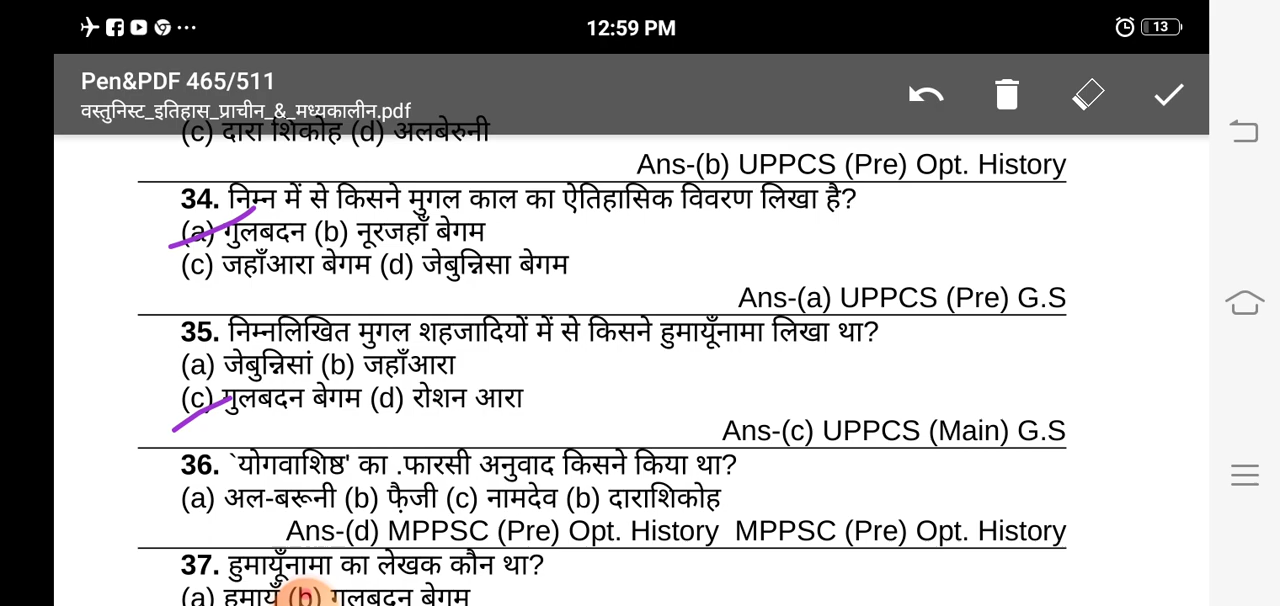 12:59 PM
13
Pen&PDF 465/511
वस्तुनिस्ट_इतिहास_प्राचीन_&_मध्यकालीन.pdf
(c) दारा शिकोह (d) अलबेरुनी
Ans-(b) UPPCS (Pre) Opt. History
34. निम्न में से किसने मुगल काल का ऐतिहासिक विवरण लिखा है?
(a) गुलबदन (b) नूरजहाँ बेगम
(c) जहाँआरा बेगम (d) जेबुन्निसा बेगम
Ans-(a) UPPCS (Pre) G.S
35. निम्नलिखित मुगल शहजादियों में से किसने हुमायूँनामा लिखा था?
(a) जेबुन्निसां (b) जहाँआरा
(c) गुलबदन बेगम (d) रोशन आरा
Ans-(c) UPPCS (Main) G.S
36. `योगवाशिष्ठ' का .फारसी अनुवाद किसने किया था?
(a) अल-बरूनी (b) फ़ैजी (c) नामदेव (b) दाराशिकोह
Ans-(d) MPPSC (Pre) Opt. History MPPSC (Pre) Opt. History
37. हुमायूँनामा का लेखक कौन था?
(a) हुमायूँ (b) गुलबदन बेगम